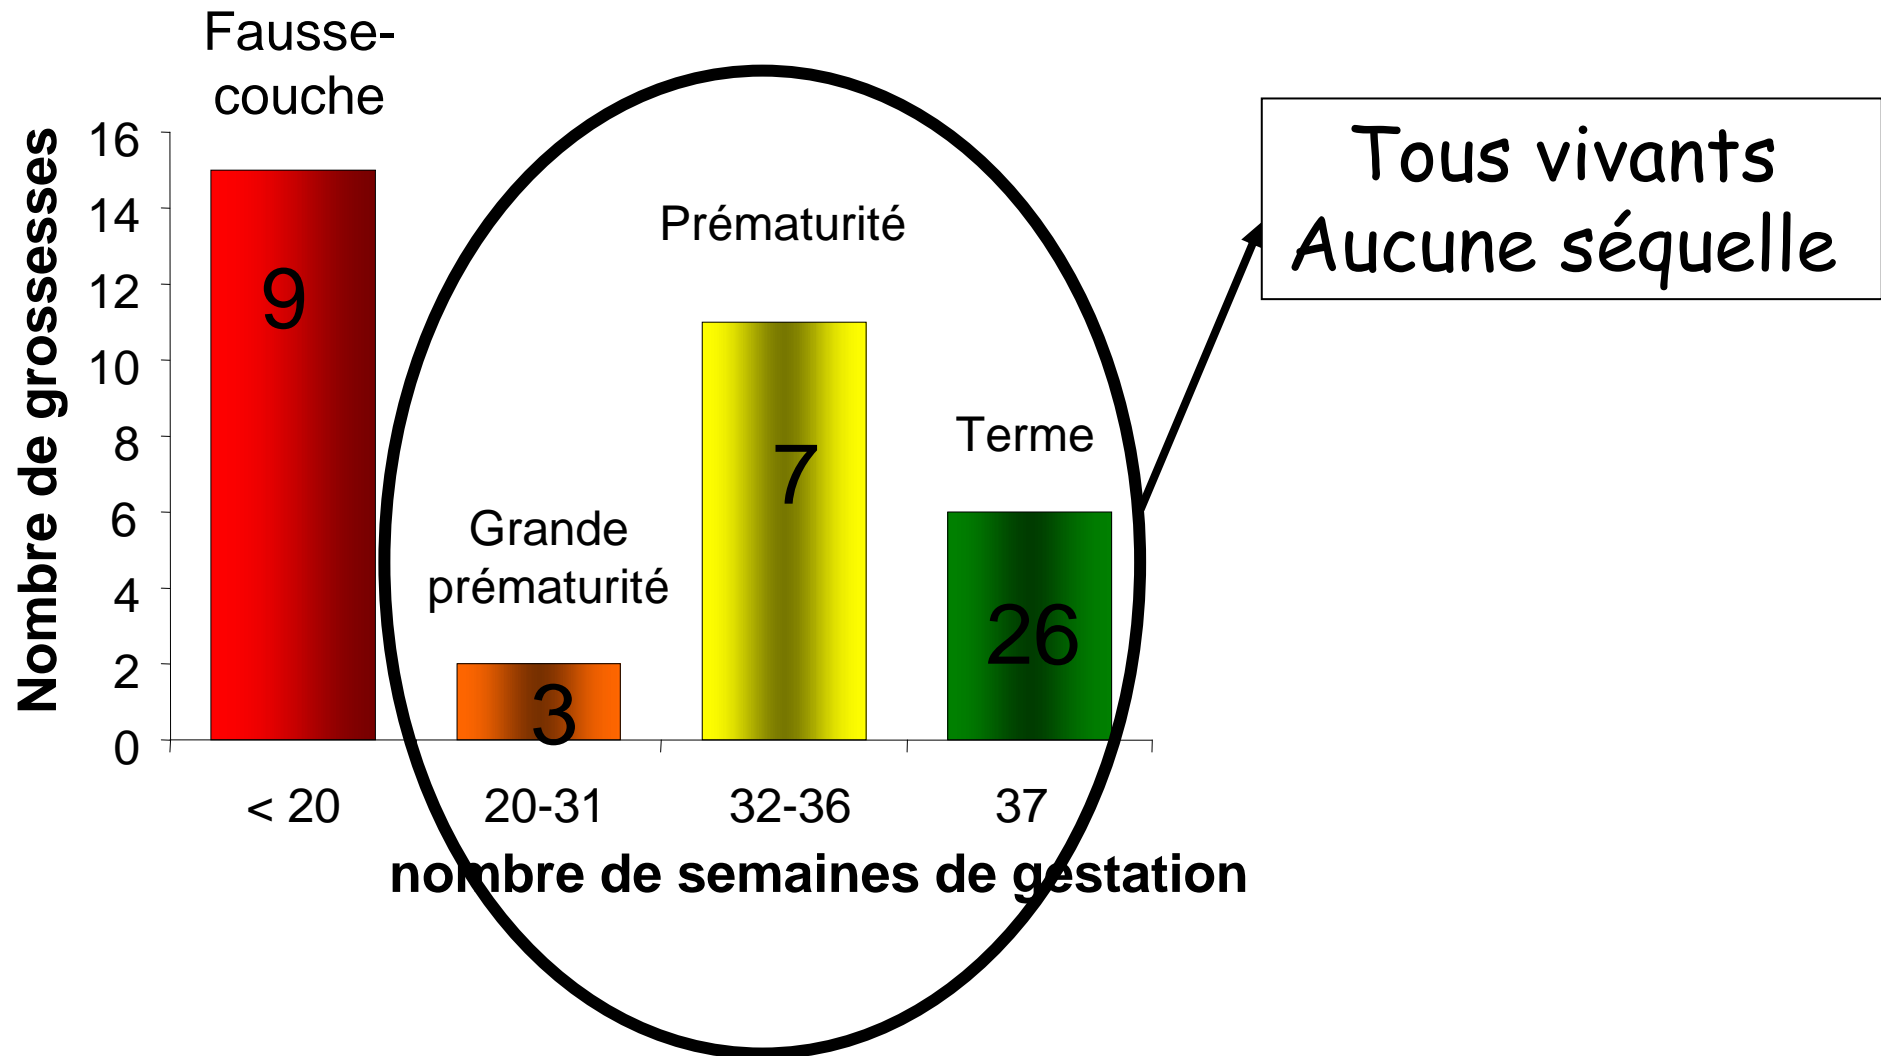 Fausse-
couche
Nombre de grossesses
16
14
12
10
8
6
4
2
0
9
3
7
26
Grande
prématurité
Prématurité
Terme
Tous vivants
Aucune séquelle
< 20
20-31
32-36
37
nombre de semaines de gestation